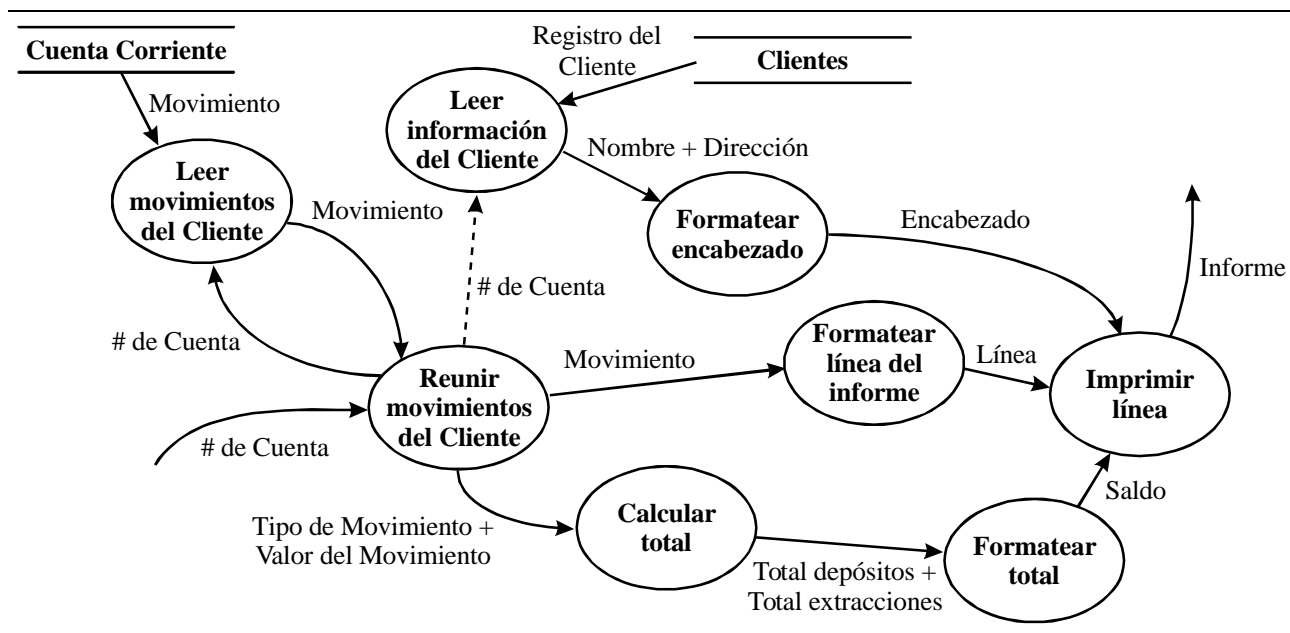 Cuenta Corriente
Registro del
Cliente
Clientes
Movimiento
Leer
información
del Cliente
Nombre + Dirección
Leer
movimientos
del Cliente
Movimiento
Formatear
encabezado
Encabezado
Informe
# de Cuenta
# de Cuenta
Movimiento
Formatear
línea del
informe
Línea
Imprimir
línea
Reunir
movimientos
del Cliente
# de Cuenta
Saldo
Tipo de Movimiento +
Valor del Movimiento
Calcular
total
Total depósitos +
Total extracciones
Formatear
total